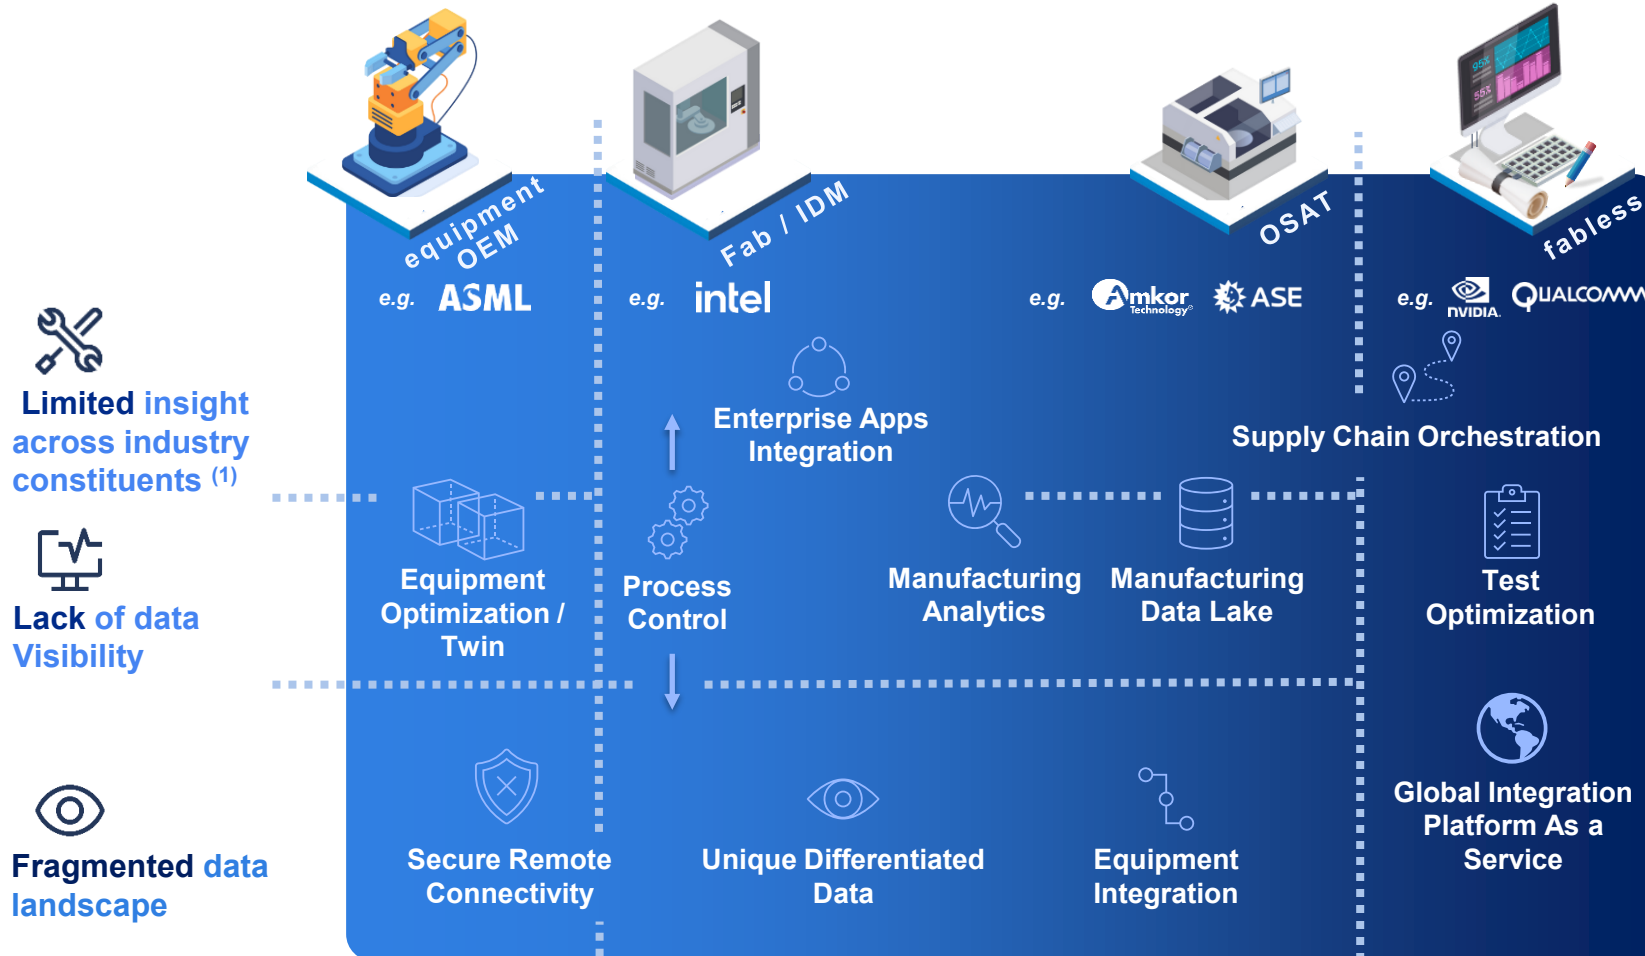 95%
55%
equipment
OEM
Fab / IDM
OSAT
fabless
e.g. ASML
e.g. intel
e.g. Amkor Technology® ASE
e.g. NVIDIA. QUALCOMM
Limited insight
across industry
constituents (1)
Enterprise Apps
Integration
Supply Chain Orchestration
Lack of data
Visibility
Equipment
Optimization /
Twin
Process
Control
Manufacturing
Analytics
Manufacturing
Data Lake
Test
Optimization
Fragmented data
landscape
Secure Remote
Connectivity
Unique Differentiated
Data
Equipment
Integration
Global Integration
Platform As a
Service